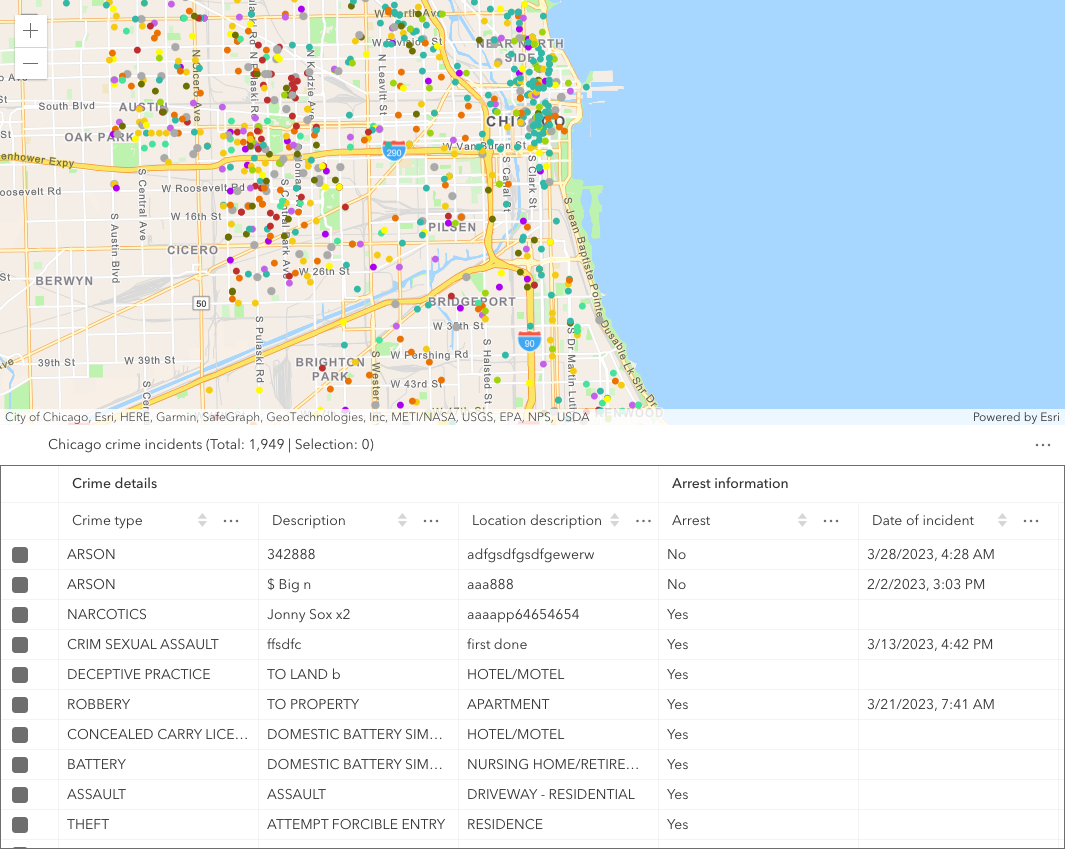 W North Ave
W Division St
NEAR NORTH
SIDE
N Cicero Ave
N Pulaski Rd
N Kedzie Ave
N Leavitt St
South Blvd
AUSTIN
OAK PARK
CHICAGO
enhower Expy
290
W Van Buren St
oosevelt Rd
W Roosevelt Rd
S Central Ave
S Canal St
S Clark St
W 16th St
S Austin Blvd
S Central Park Ave
PILSEN
S Jean Baptiste Pointe Dusable Lk Shr Dr
CICERO
BERWYN
W 26th St
50
BRIDGEPORT
90
39th St
W 39th St
S Pulaski Rd
BRIGHTON
PARK
W Pershing Rd
S Halsted St
W 43rd St
City of Chicago, Esri, HERE, Garmin, SafeGraph, GeoTechnologies, Inc, METI/NASA, USGS, EPA, NPS, USDA
Powered by Esri
Chicago crime incidents (Total: 1,949 | Selection: 0)
Crime details Arrest information
Crime type Description Location description Arrest Date of incident
ARSON 342888 adfgsdfgsdfgewerw No 3/28/2023, 4:28 AM
ARSON $ Big n aaa888 No 2/2/2023, 3:03 PM
NARCOTICS Jonny Sox x2 aaaapp64654654 Yes
CRIM SEXUAL ASSAULT ffsdfc first done Yes 3/13/2023, 4:42 PM
DECEPTIVE PRACTICE TO LAND b HOTEL/MOTEL Yes
ROBBERY TO PROPERTY APARTMENT Yes 3/21/2023, 7:41 AM
CONCEALED CARRY LICE… DOMESTIC BATTERY SIM… HOTEL/MOTEL Yes
BATTERY DOMESTIC BATTERY SIM… NURSING HOME/RETIRE… Yes
ASSAULT ASSAULT DRIVEWAY - RESIDENTIAL Yes
THEFT ATTEMPT FORCIBLE ENTRY RESIDENCE Yes